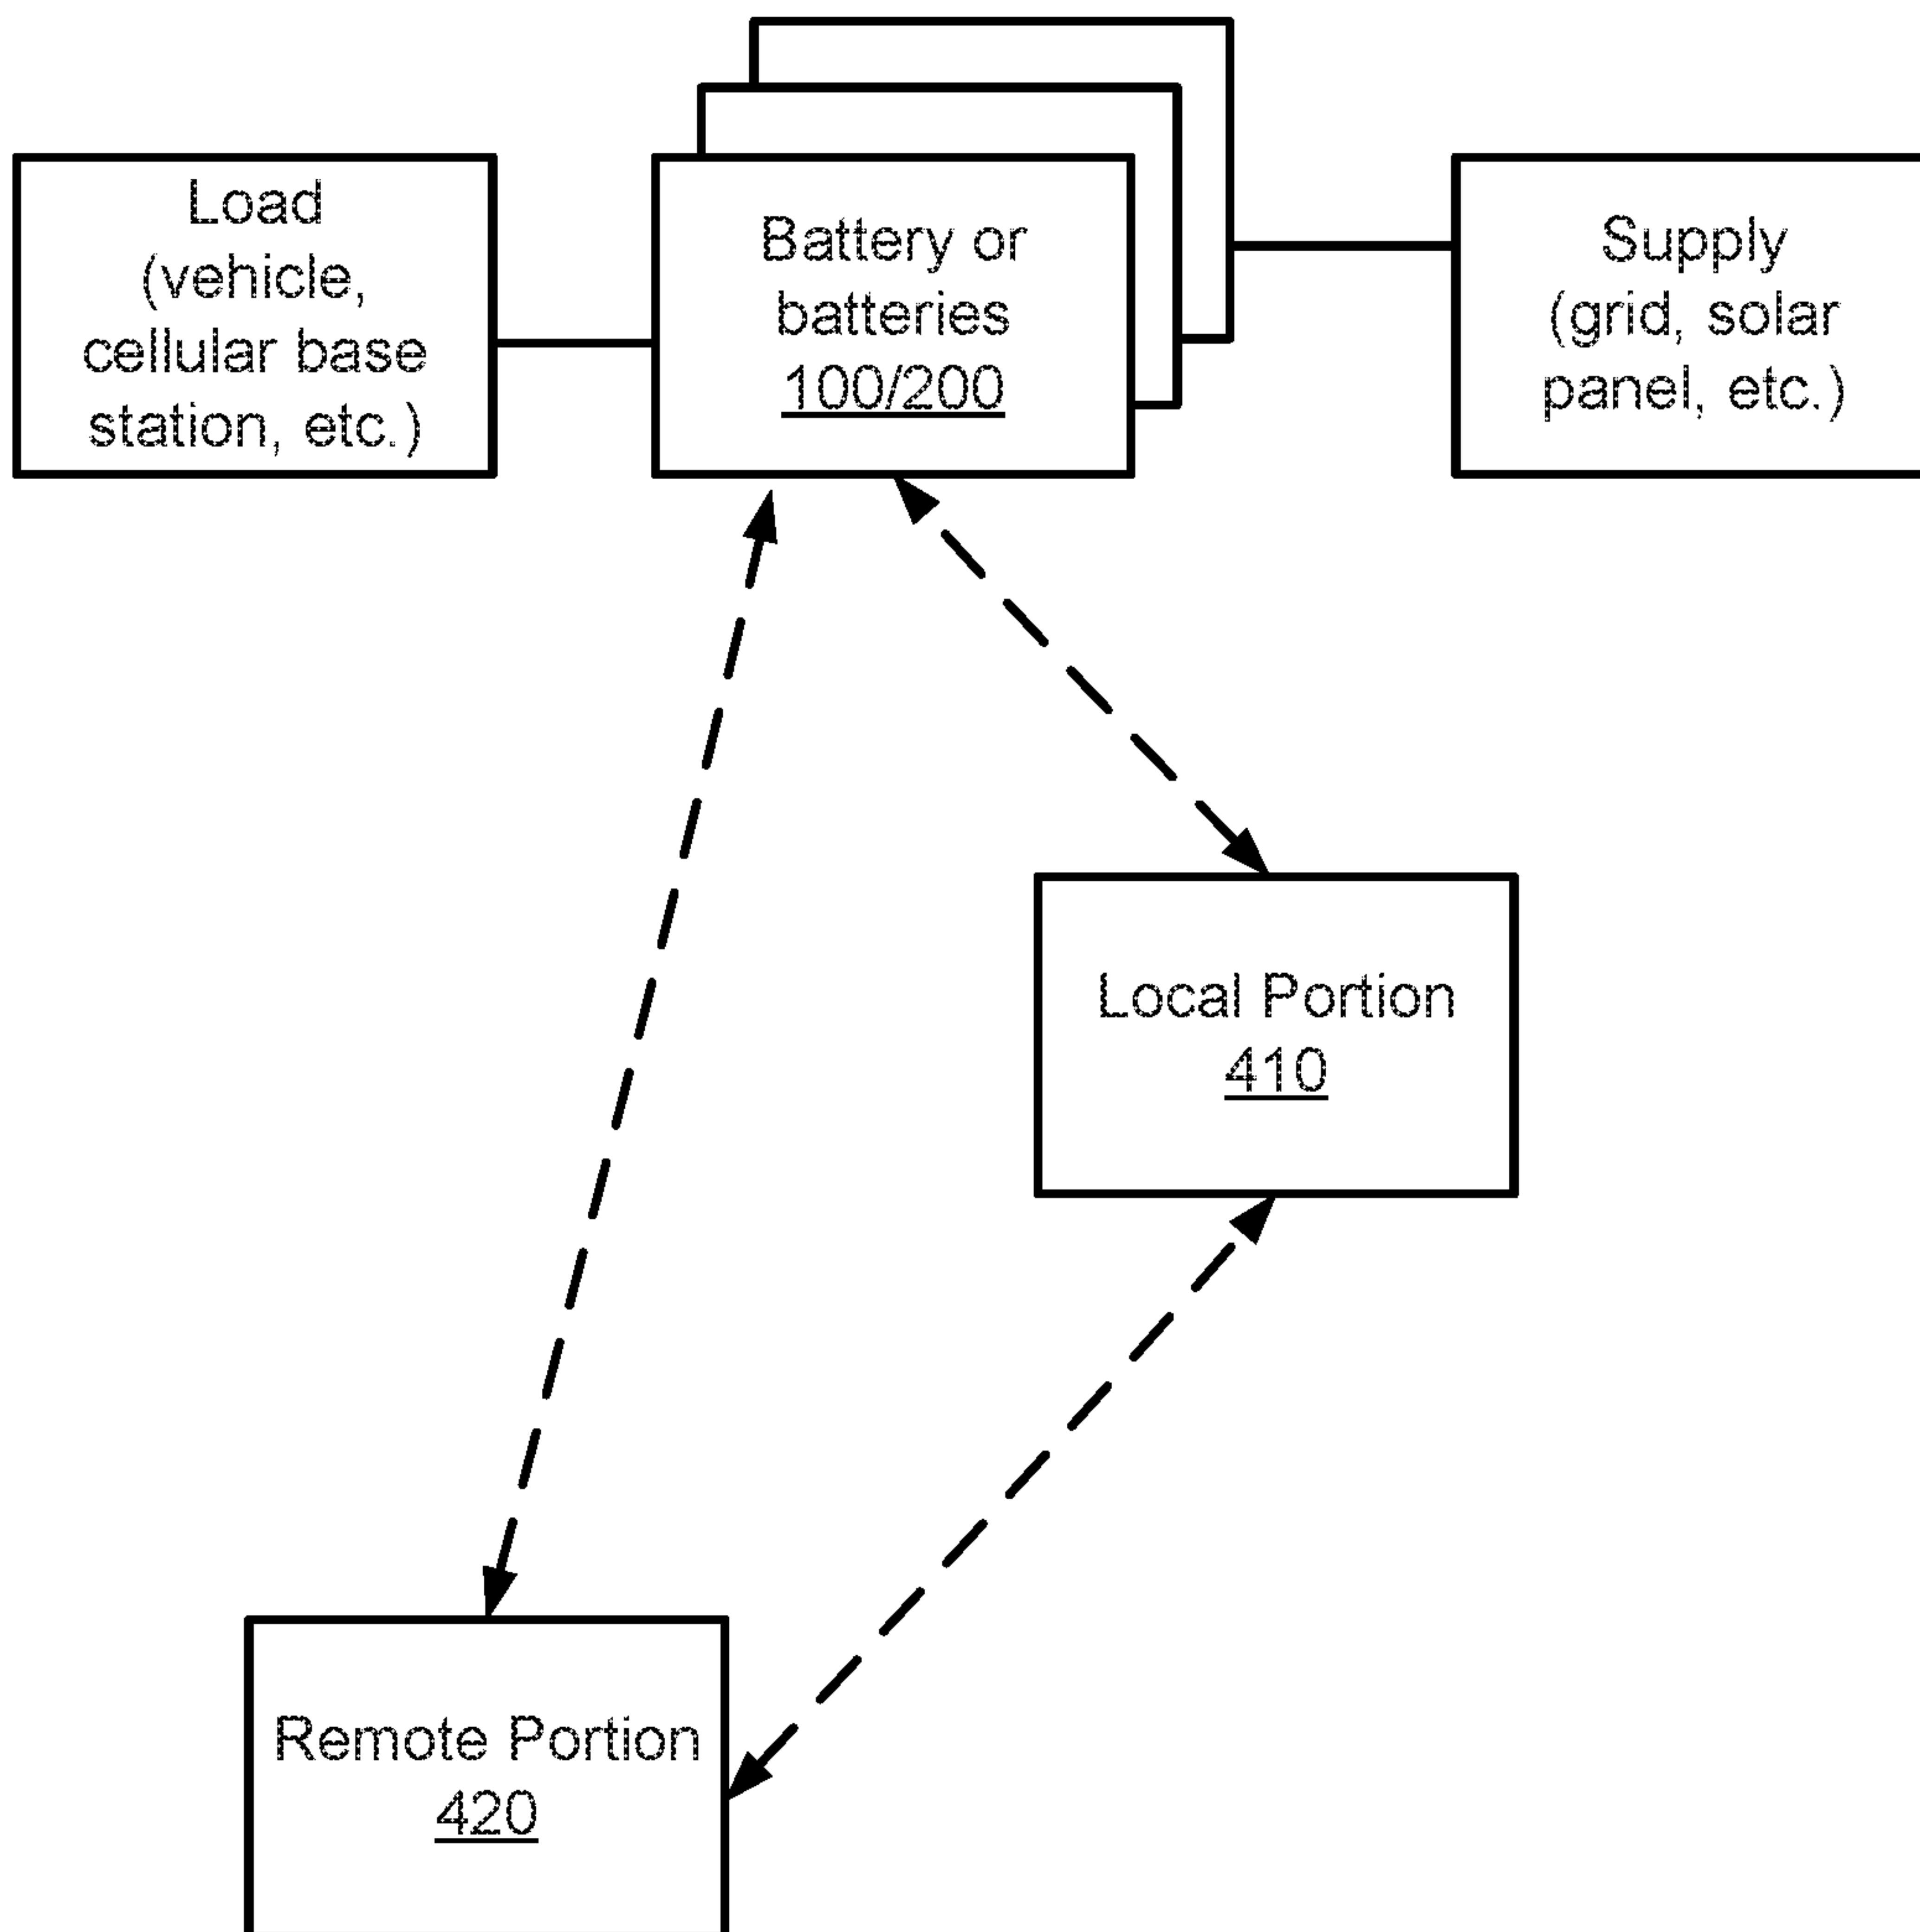 Load
(vehicle,
cellular base
station, etc.)
Battery or
batteries
100/200
Supply
(grid, solar
panel, etc.)
Local Portion
410
Remote Portion
420